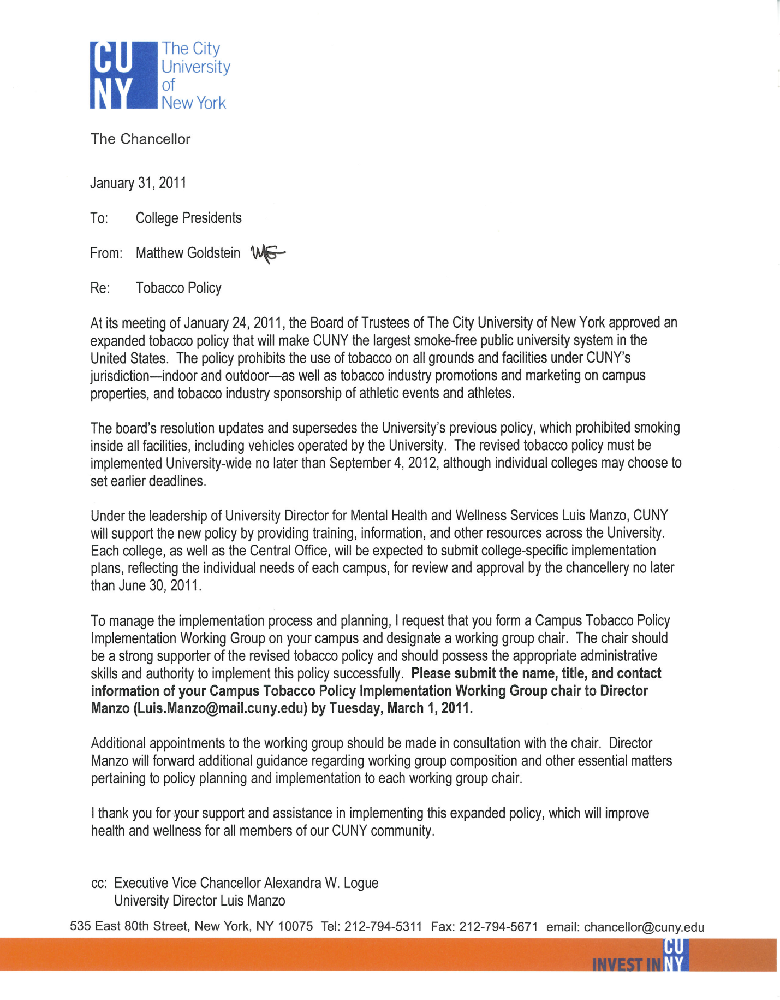 CU
NY
The City
University
of
New York
The Chancellor
January 31, 2011
To: College Presidents
From: Matthew Goldstein MG
Re: Tobacco Policy
At its meeting of January 24, 2011, the Board of Trustees of The City University of New York approved an
expanded tobacco policy that will make CUNY the largest smoke-free public university system in the
United States. The policy prohibits the use of tobacco on all grounds and facilities under CUNY's
jurisdiction—indoor and outdoor—as well as tobacco industry promotions and marketing on campus
properties, and tobacco industry sponsorship of athletic events and athletes.
The board's resolution updates and supersedes the University's previous policy, which prohibited smoking
inside all facilities, including vehicles operated by the University. The revised tobacco policy must be
implemented University-wide no later than September 4, 2012, although individual colleges may choose to
set earlier deadlines.
Under the leadership of University Director for Mental Health and Wellness Services Luis Manzo, CUNY
will support the new policy by providing training, information, and other resources across the University.
Each college, as well as the Central Office, will be expected to submit college-specific implementation
plans, reflecting the individual needs of each campus, for review and approval by the chancellery no later
than June 30, 2011.
To manage the implementation process and planning, I request that you form a Campus Tobacco Policy
Implementation Working Group on your campus and designate a working group chair. The chair should
be a strong supporter of the revised tobacco policy and should possess the appropriate administrative
skills and authority to implement this policy successfully. Please submit the name, title, and contact
information of your Campus Tobacco Policy Implementation Working Group chair to Director
Manzo (Luis.Manzo@mail.cuny.edu) by Tuesday, March 1, 2011.
Additional appointments to the working group should be made in consultation with the chair. Director
Manzo will forward additional guidance regarding working group composition and other essential matters
pertaining to policy planning and implementation to each working group chair.
I thank you for your support and assistance in implementing this expanded policy, which will improve
health and wellness for all members of our CUNY community.
cc: Executive Vice Chancellor Alexandra W. Logue
University Director Luis Manzo
535 East 80th Street, New York, NY 10075 Tel: 212-794-5311 Fax: 212-794-5671 email: chancellor@cuny.edu
INVEST IN CUNY